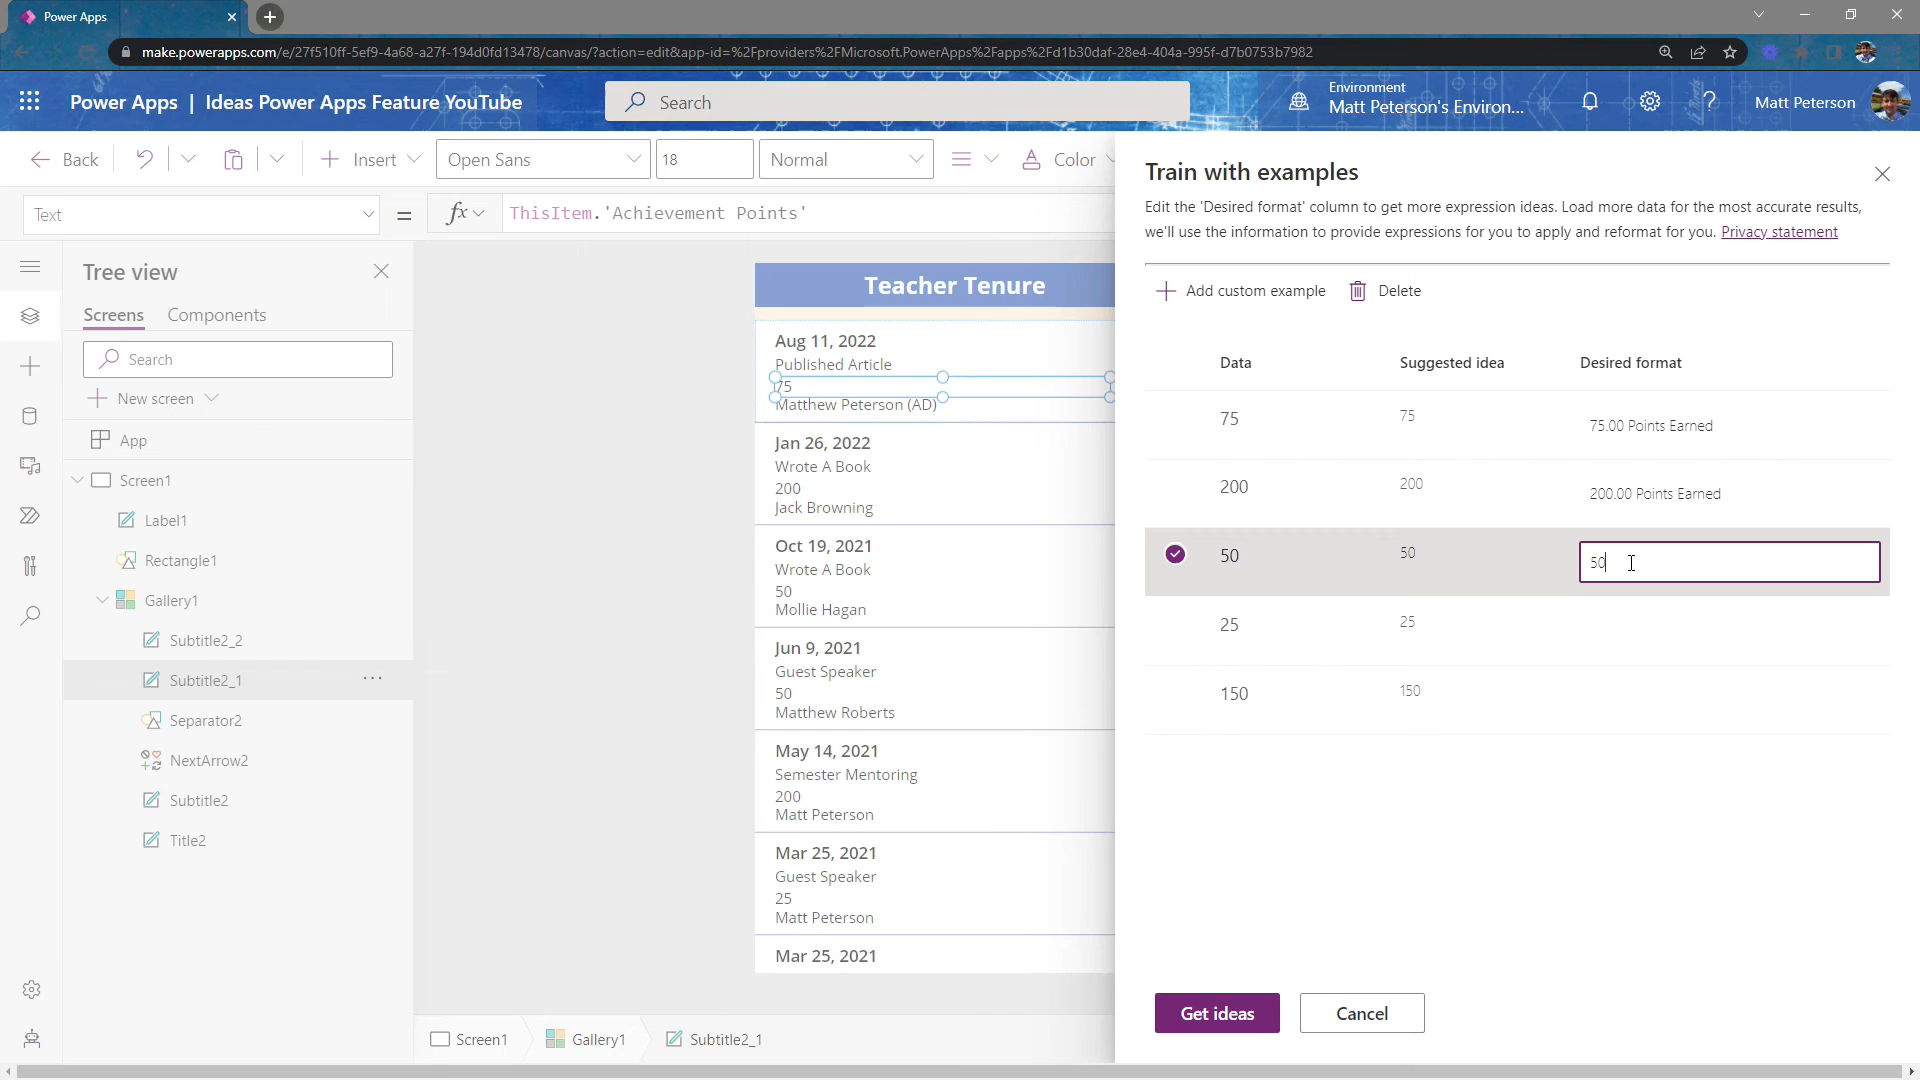 Power Apps
make.powerapps.com/e/27f510ff-5ef9-4a68-a27f-194d0fd13478/canvas/?action=edit&app-id=%2Fproviders%2FMicrosoft.PowerApps%2Fapps%2Fd1b30daf-28e4-404a-995f-d7b0753b7982
Power Apps | Ideas Power Apps Feature YouTube
Search
Environment
Matt Peterson's Environ...
Matt Peterson
Back
Insert
Open Sans
18
Normal
Color
Text
=
fx
ThisItem.'Achievement Points'
Tree view
Screens
Components
Search
New screen
App
Screen1
Label1
Rectangle1
Gallery1
Subtitle2_2
Subtitle2_1
Separator2
NextArrow2
Subtitle2
Title2
Teacher Tenure
Aug 11, 2022
Published Article
75
Matthew Peterson (AD)
Jan 26, 2022
Wrote A Book
200
Jack Browning
Oct 19, 2021
Wrote A Book
50
Mollie Hagan
Jun 9, 2021
Guest Speaker
50
Matthew Roberts
May 14, 2021
Semester Mentoring
200
Matt Peterson
Mar 25, 2021
Guest Speaker
25
Matt Peterson
Mar 25, 2021
Screen1
Gallery1
Subtitle2_1
Train with examples
Edit the 'Desired format' column to get more expression ideas. Load more data for the most accurate results,
we'll use the information to provide expressions for you to apply and reformat for you. Privacy statement
Add custom example
Delete
Data Suggested idea Desired format
75 75 75.00 Points Earned
200 200 200.00 Points Earned
50 50 50
25 25
150 150
Get ideas
Cancel